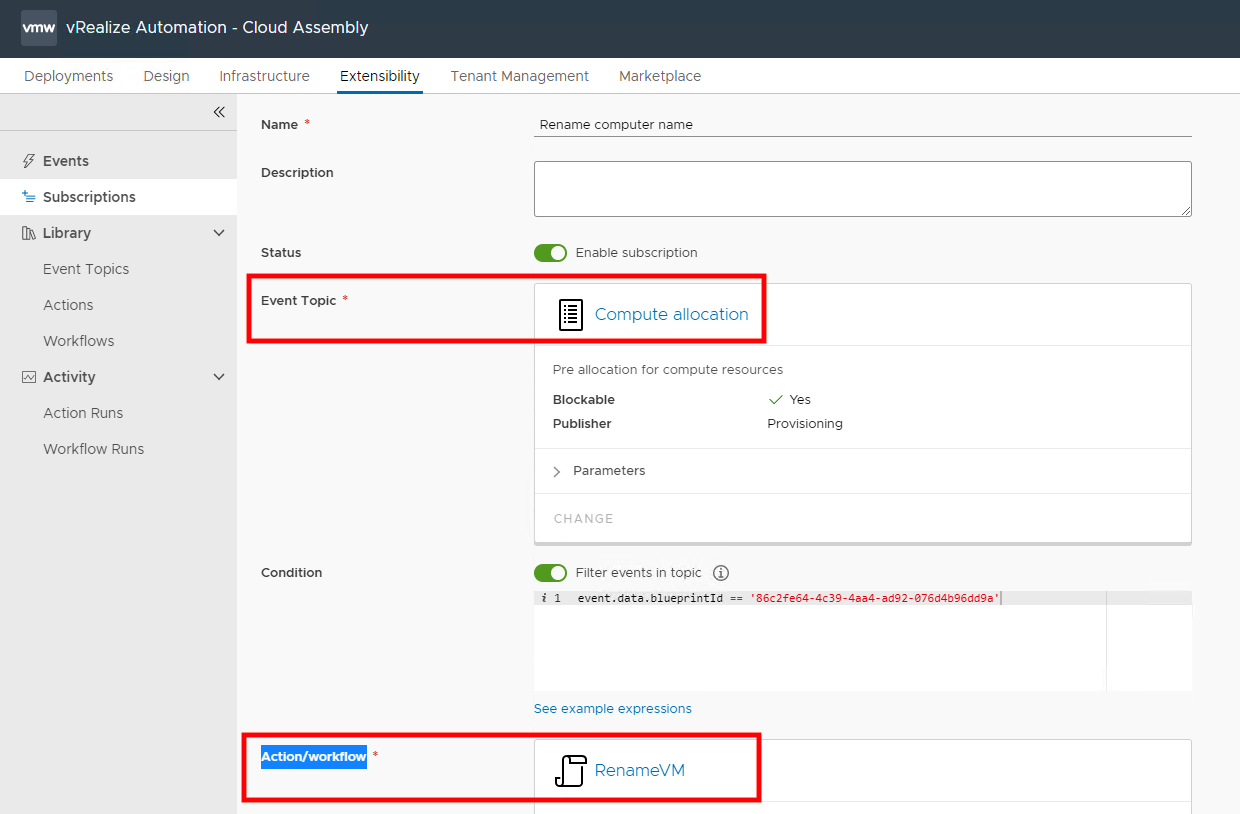 vmw vRealize Automation - Cloud Assembly
Deployments Design Infrastructure Extensibility Tenant Management Marketplace
Events
Subscriptions
Library
Event Topics
Actions
Workflows
Activity
Action Runs
Workflow Runs
Name * Rename computer name
Description
Status Enable subscription
Event Topic * Compute allocation
Pre allocation for compute resources
Blockable Yes
Publisher Provisioning
Parameters
CHANGE
Condition Filter events in topic
i 1 event.data.blueprintId == '86c2fe64-4c39-4aa4-ad92-076d4b96dd9a'
See example expressions
Action/workflow * RenameVM